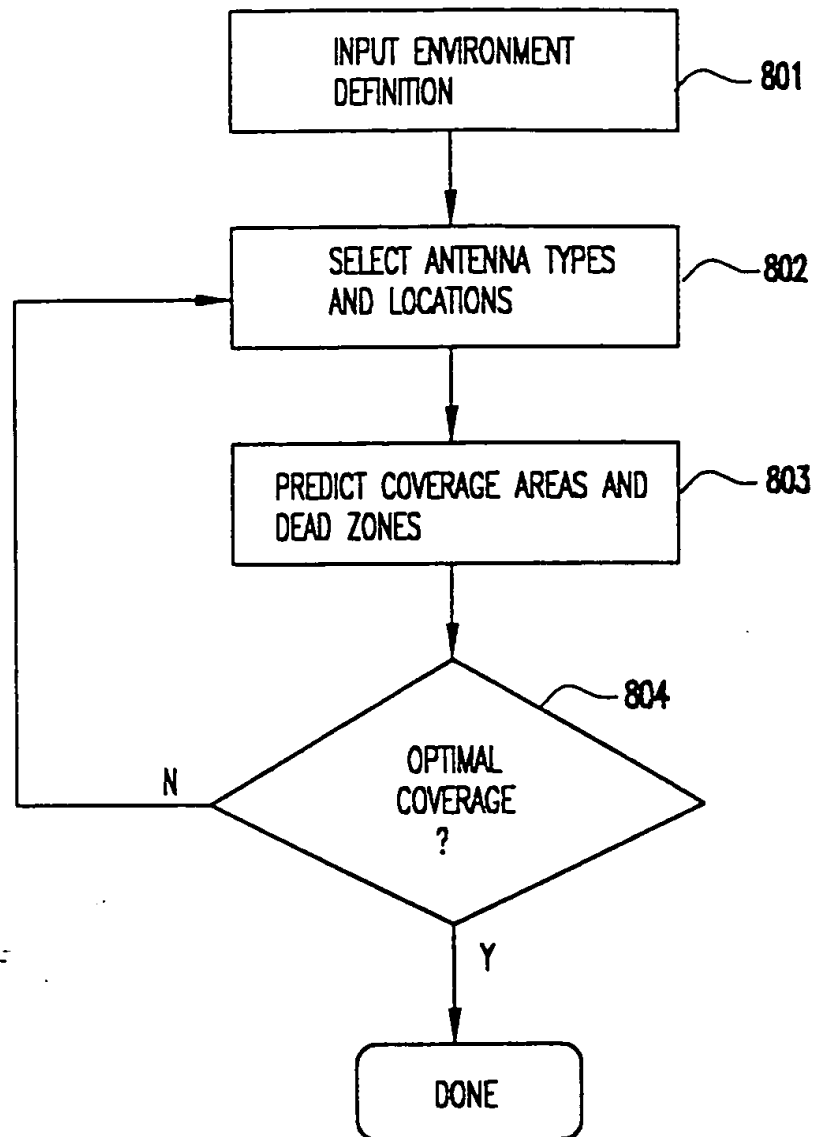 INPUT ENVIRONMENT
DEFINITION
801
SELECT ANTENNA TYPES
AND LOCATIONS
802
PREDICT COVERAGE AREAS AND
DEAD ZONES
803
804
OPTIMAL
COVERAGE
?
N
Y
DONE